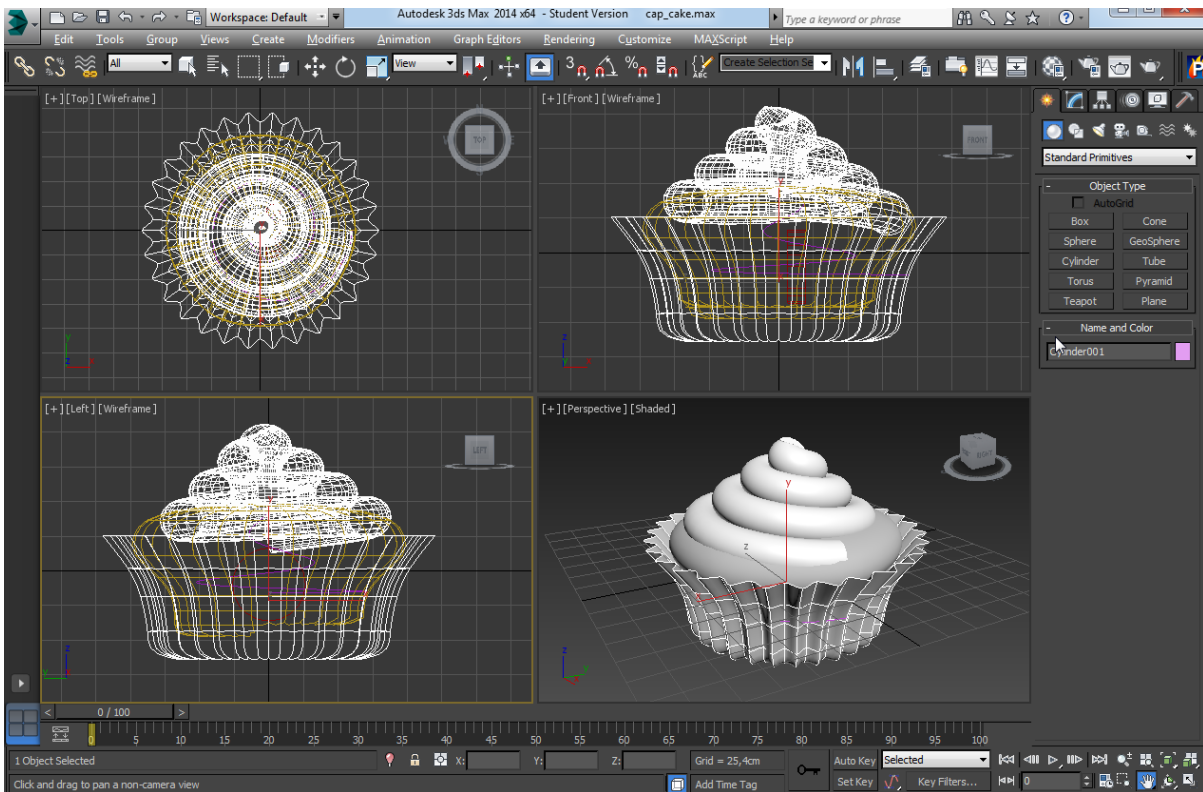 Workspace: Default
Autodesk 3ds Max 2014 x64 - Student Version cap_cake.max
Type a keyword or phrase
Edit Tools Group Views Create Modifiers Animation Graph Editors Rendering Customize MAXScript Help
All
View
3
%
ABC
Create Selection Se
[+][Top][Wireframe]
TOP
[+][Front][Wireframe]
FRONT
Standard Primitives
Object Type
AutoGrid
Box Cone
Sphere GeoSphere
Cylinder Tube
Torus Pyramid
Teapot Plane
Name and Color
Cylinder001
[+][Left][Wireframe]
LEFT
[+][Perspective][Shaded]
RIGHT
y
z
0 / 100
0 5 10 15 20 25 30 35 40 45 50 55 60 65 70 75 80 85 90 95 100
1 Object Selected
X: Y: Z:
Grid = 25,4cm
Auto Key Selected
Click and drag to pan a non-camera view
Add Time Tag
Set Key Key Filters...
0